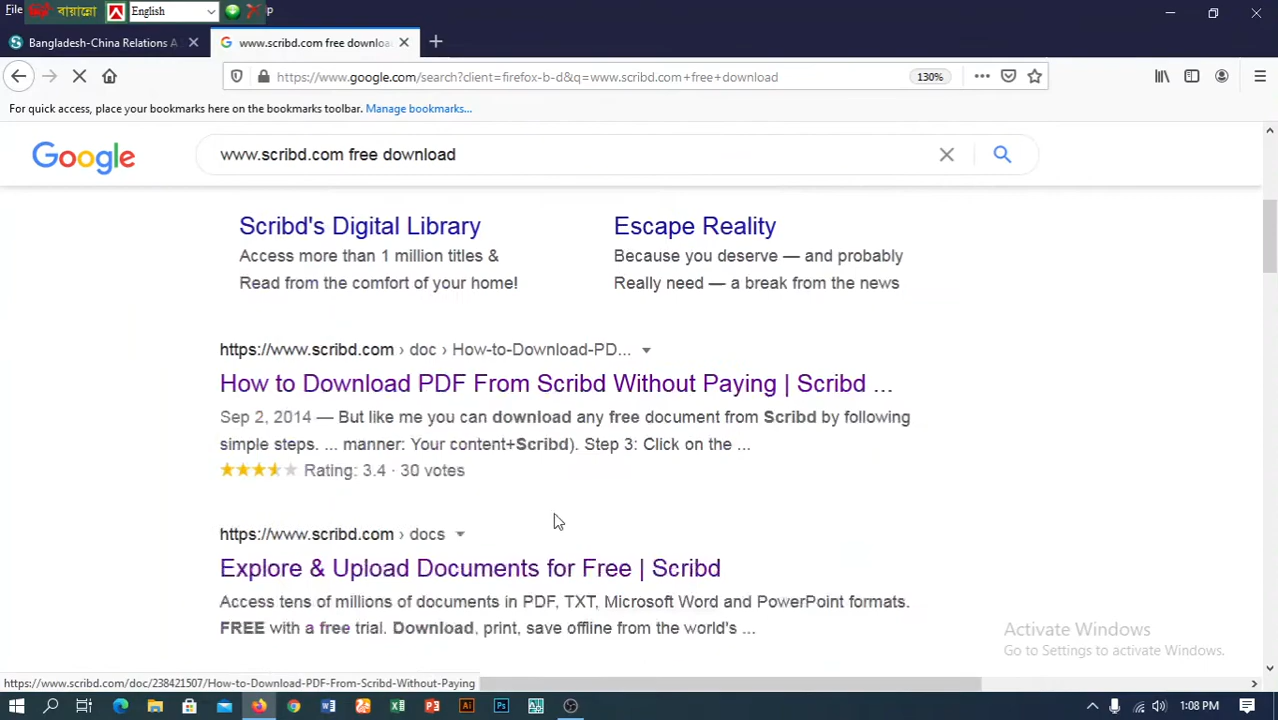 File বায়ান্নো English P
Bangladesh-China Relations A
www.scribd.com free downloa
https://www.google.com/search?client=firefox-b-d&q=www.scribd.com+free+download 130%
For quick access, place your bookmarks here on the bookmarks toolbar. Manage bookmarks...
Google www.scribd.com free download
Scribd's Digital Library
Access more than 1 million titles &
Read from the comfort of your home!
Escape Reality
Because you deserve — and probably
Really need — a break from the news
https://www.scribd.com › doc › How-to-Download-PD...
How to Download PDF From Scribd Without Paying | Scribd ...
Sep 2, 2014 — But like me you can download any free document from Scribd by following
simple steps. ... manner: Your content+Scribd). Step 3: Click on the ...
Rating: 3.4 · 30 votes
https://www.scribd.com › docs
Explore & Upload Documents for Free | Scribd
Access tens of millions of documents in PDF, TXT, Microsoft Word and PowerPoint formats.
FREE with a free trial. Download, print, save offline from the world's ...
Activate Windows
Go to Settings to activate Windows.
https://www.scribd.com/doc/238421507/How-to-Download-PDF-From-Scribd-Without-Paying
1:08 PM